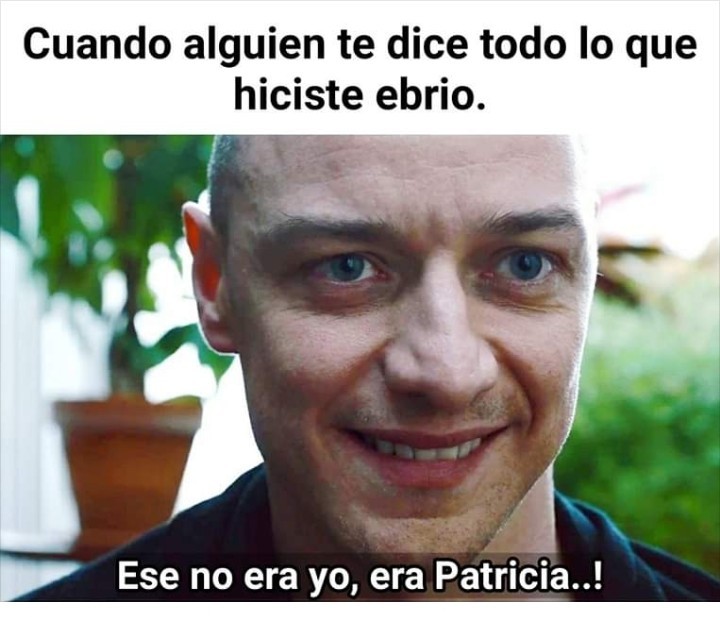 Cuando alguien te dice todo lo que
hiciste ebrio.
Ese no era yo, era Patricia..!